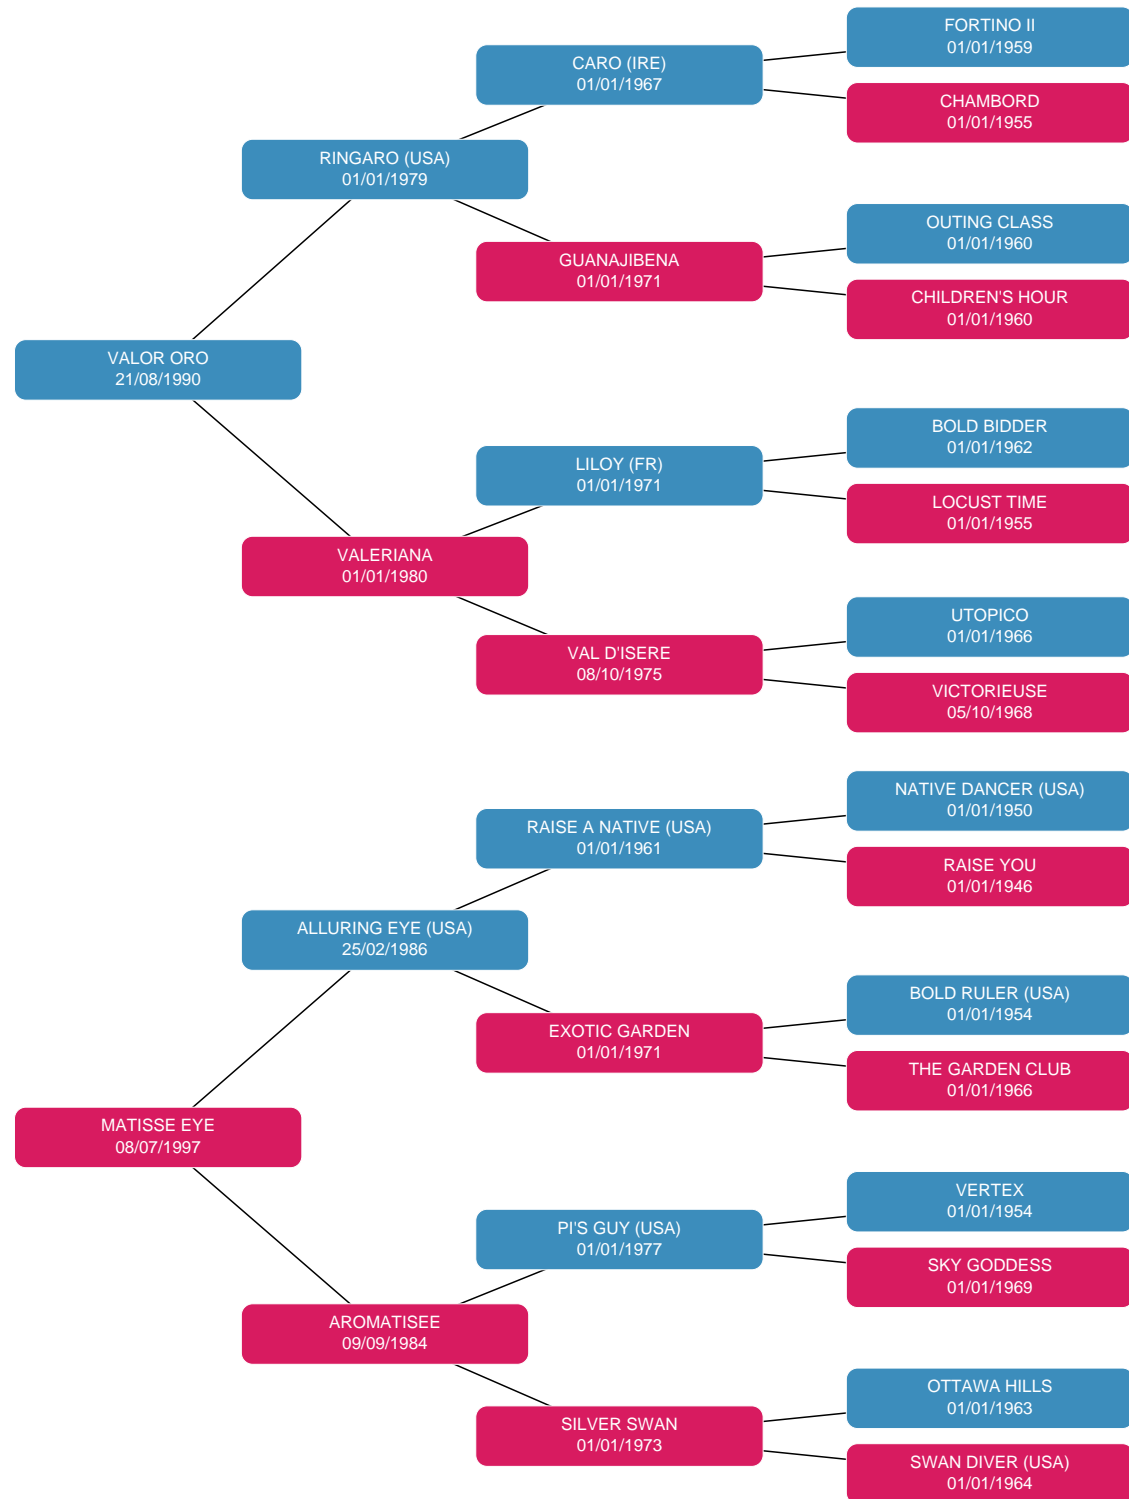 FORTINO II
01/01/1959
CARO (IRE)
01/01/1967
CHAMBORD
01/01/1955
RINGARO (USA)
01/01/1979
OUTING CLASS
01/01/1960
GUANAJIBENA
01/01/1971
CHILDREN'S HOUR
01/01/1960
VALOR ORO
21/08/1990
BOLD BIDDER
01/01/1962
LILOY (FR)
01/01/1971
LOCUST TIME
01/01/1955
VALERIANA
01/01/1980
UTOPICO
01/01/1966
VAL D'ISERE
08/10/1975
VICTORIEUSE
05/10/1968
NATIVE DANCER (USA)
01/01/1950
RAISE A NATIVE (USA)
01/01/1961
RAISE YOU
01/01/1946
ALLURING EYE (USA)
25/02/1986
BOLD RULER (USA)
01/01/1954
EXOTIC GARDEN
01/01/1971
THE GARDEN CLUB
01/01/1966
MATISSE EYE
08/07/1997
VERTEX
01/01/1954
PI'S GUY (USA)
01/01/1977
SKY GODDESS
01/01/1969
AROMATISEE
09/09/1984
OTTAWA HILLS
01/01/1963
SILVER SWAN
01/01/1973
SWAN DIVER (USA)
01/01/1964